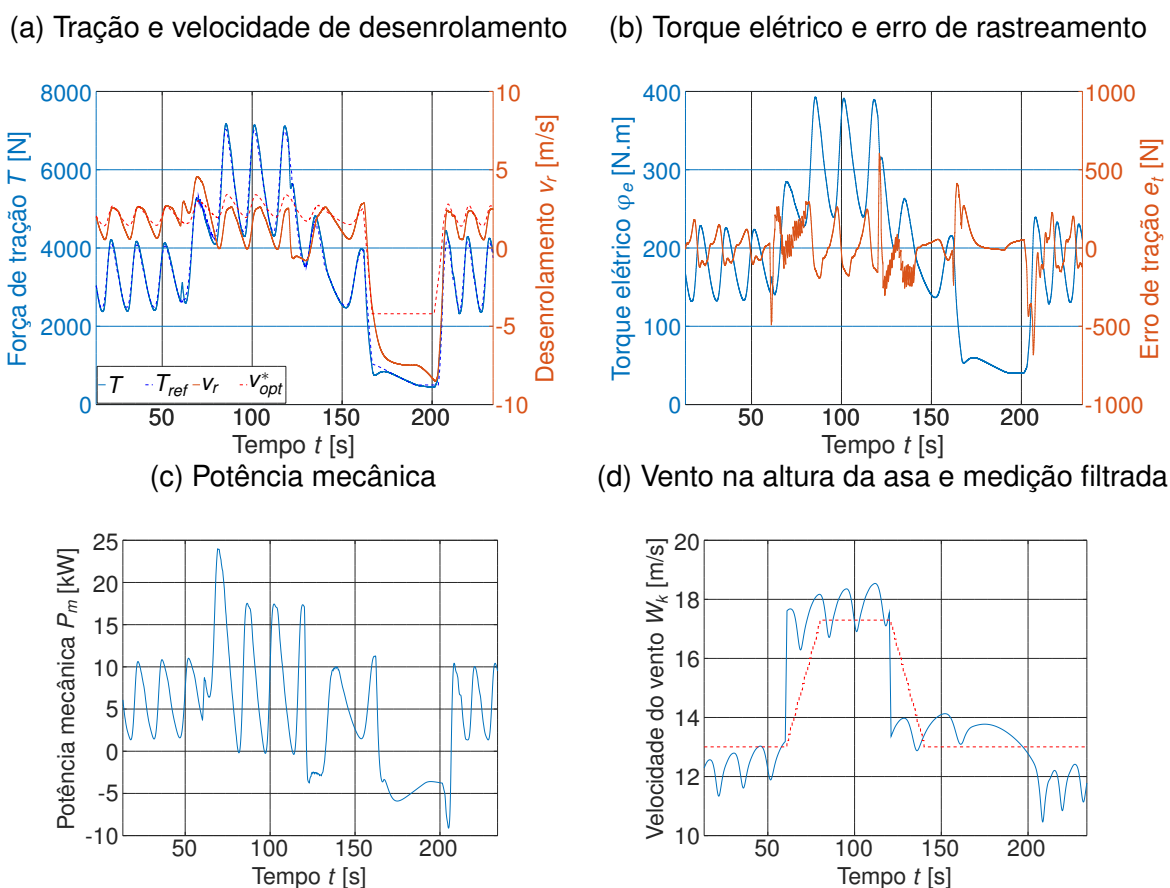 (a) Tração e velocidade de desenrolamento
8000
6000
4000
2000
0
Força de tração T [N]
10
5
0
-5
-10
Desenrolamento v_r [m/s]
T T_ref v_r v*_opt
50 100 150 200
Tempo t [s]
(b) Torque elétrico e erro de rastreamento
400
300
200
100
0
Torque elétrico φ_e [N.m]
1000
500
0
-500
-1000
Erro de tração e_t [N]
50 100 150 200
Tempo t [s]
(c) Potência mecânica
25
20
15
10
5
0
-5
-10
Potência mecânica P_m [kW]
50 100 150 200
Tempo t [s]
(d) Vento na altura da asa e medição filtrada
20
18
16
14
12
10
Velocidade do vento W_k [m/s]
50 100 150 200
Tempo t [s]